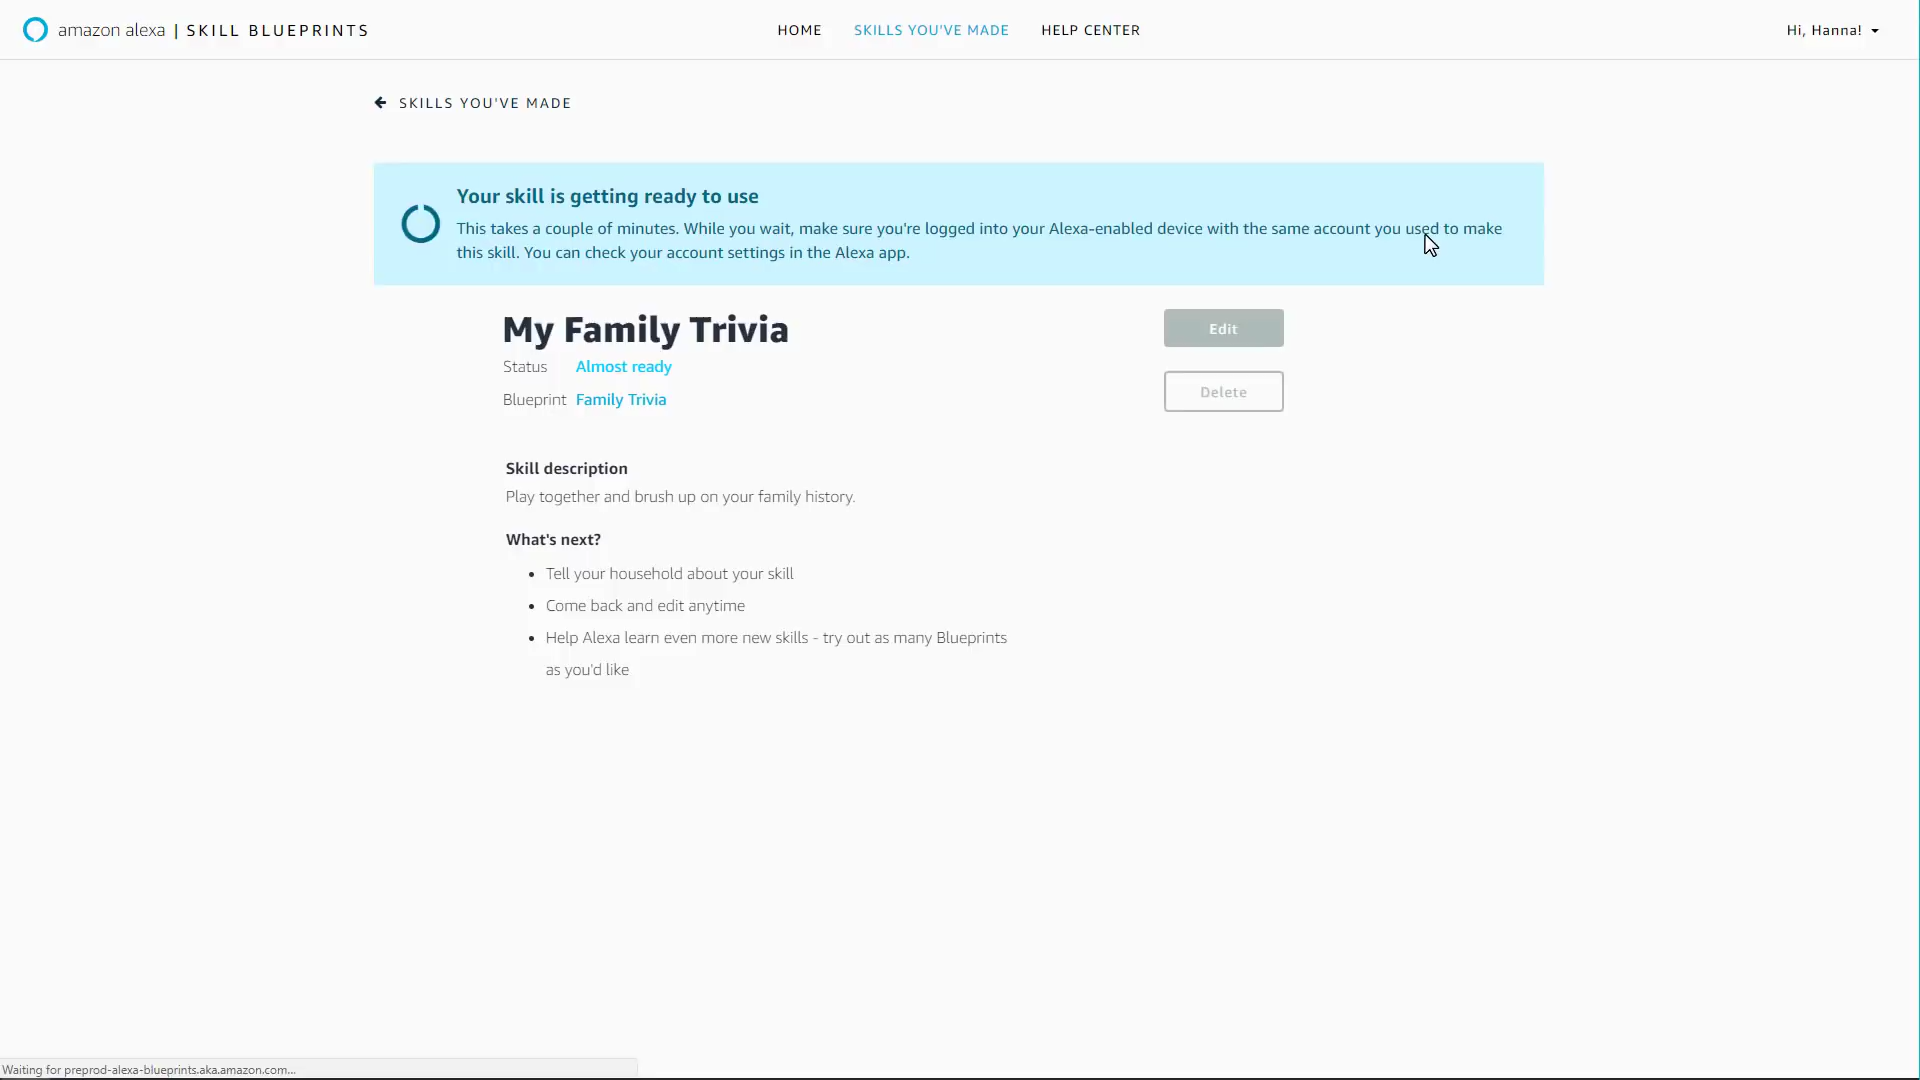 amazon alexa | SKILL BLUEPRINTS
HOME
SKILLS YOU'VE MADE
HELP CENTER
Hi, Hanna!
SKILLS YOU'VE MADE
Your skill is getting ready to use
This takes a couple of minutes. While you wait, make sure you're logged into your Alexa-enabled device with the same account you used to make
this skill. You can check your account settings in the Alexa app.
My Family Trivia
Edit
Status Almost ready
Delete
Blueprint Family Trivia
Skill description
Play together and brush up on your family history.
What's next?
• Tell your household about your skill
• Come back and edit anytime
• Help Alexa learn even more new skills - try out as many Blueprints
as you'd like
Waiting for preprod-alexa-blueprints.aka.amazon.com...